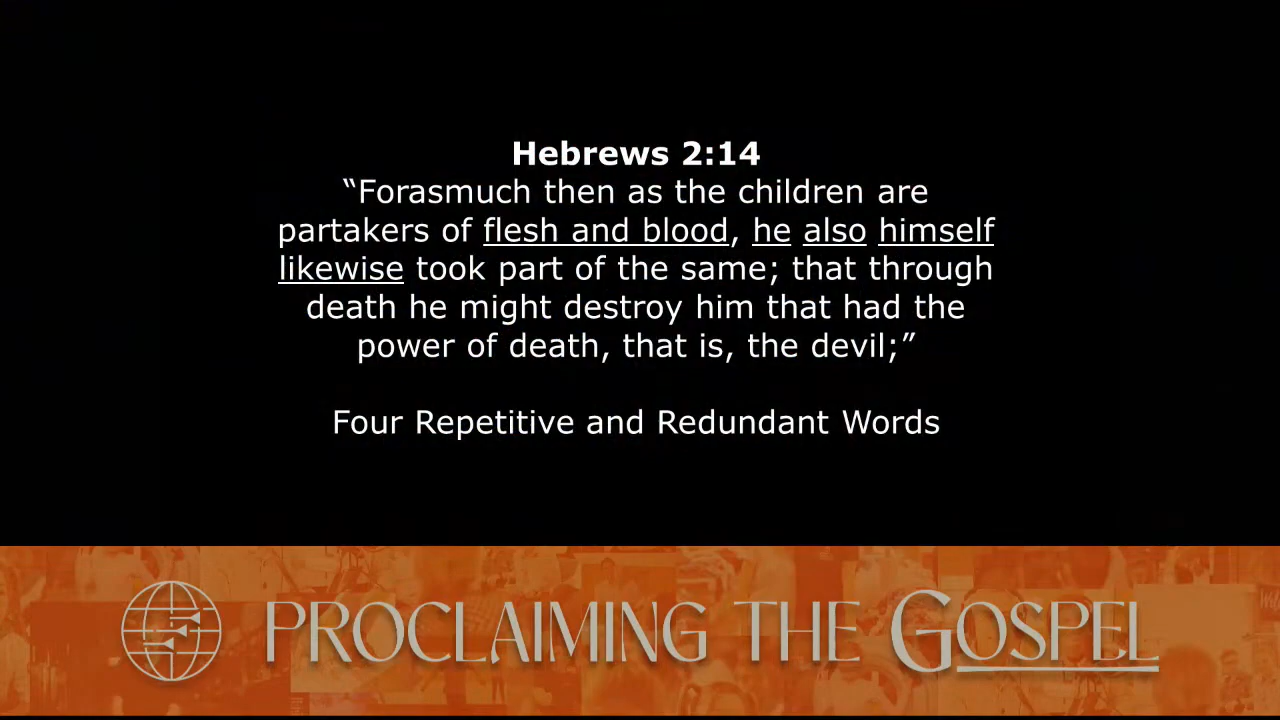 Hebrews 2:14
“Forasmuch then as the children are
partakers of flesh and blood, he also himself
likewise took part of the same; that through
death he might destroy him that had the
power of death, that is, the devil;”
Four Repetitive and Redundant Words
PROCLAIMING THE GOSPEL